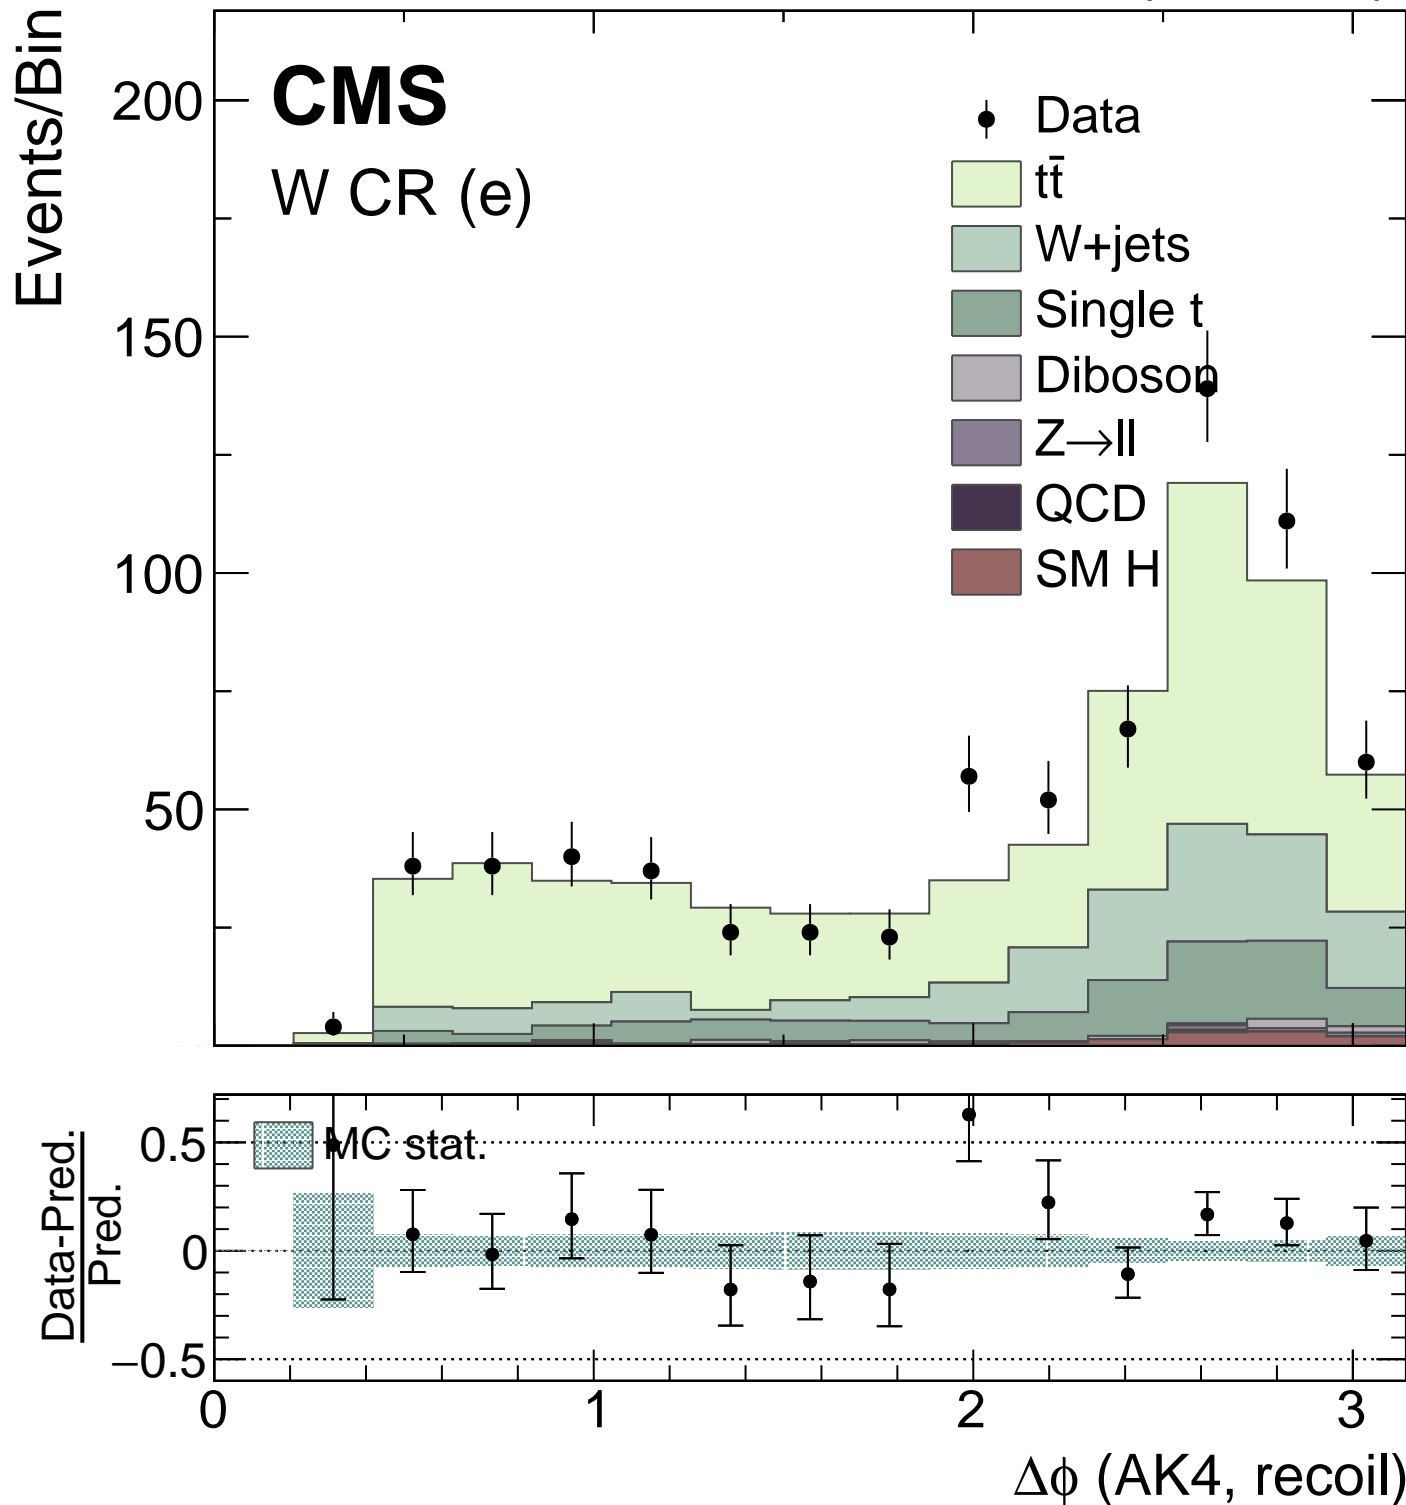 Events/Bin
200
150
100
50
CMS
W CR (e)
Data
tt̄
W+jets
Single t
Diboson
Z→ll
QCD
SM H
Data-Pred.
Pred.
0.5
0
−0.5
MC stat.
0
1
2
3
Δϕ (AK4, recoil)